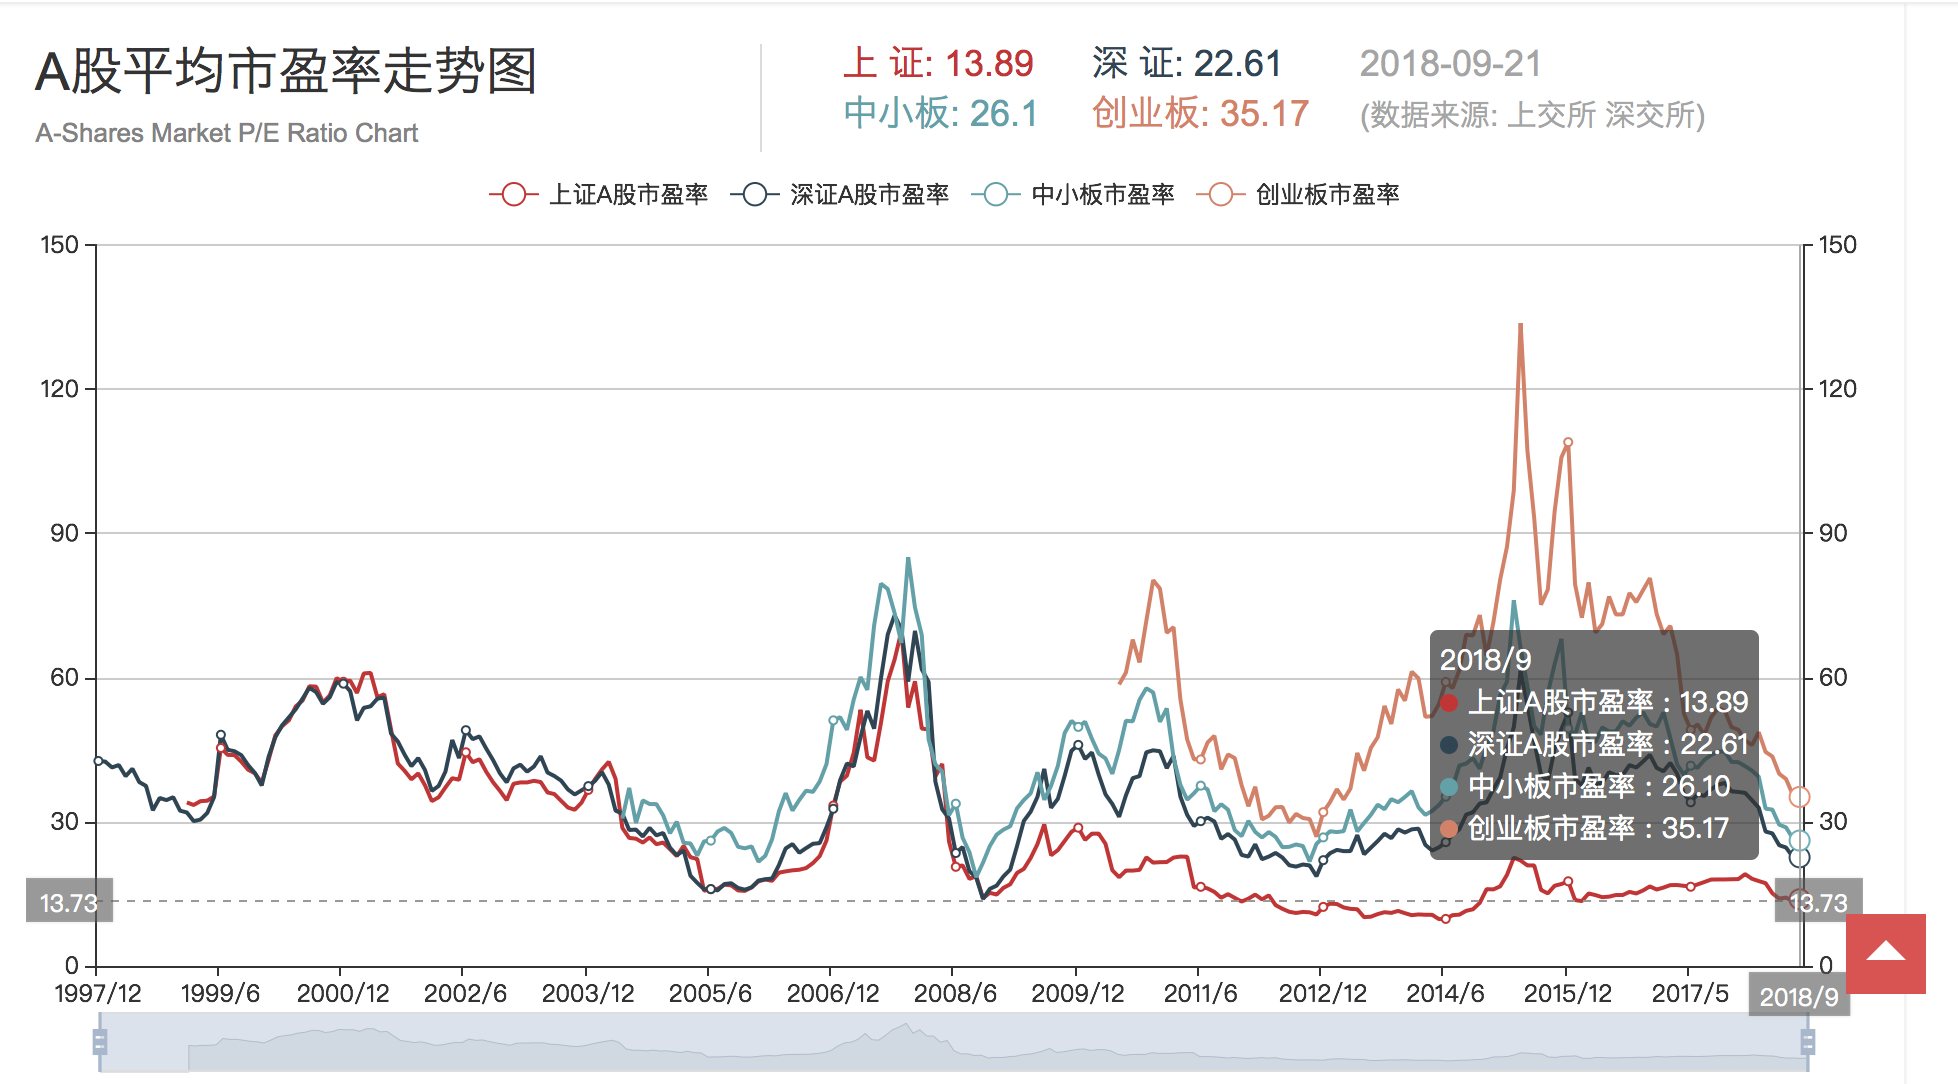 A股平均市盈率走势图
A-Shares Market P/E Ratio Chart
上 证: 13.89 深 证: 22.61 2018-09-21
中小板: 26.1 创业板: 35.17 (数据来源: 上交所 深交所)
上证A股市盈率 深证A股市盈率 中小板市盈率 创业板市盈率
150 150
120 120
90 90
60 60
30 30
0 0
2018/9
上证A股市盈率 : 13.89
深证A股市盈率 : 22.61
中小板市盈率 : 26.10
创业板市盈率 : 35.17
13.73 13.73
1997/12 1999/6 2000/12 2002/6 2003/12 2005/6 2006/12 2008/6 2009/12 2011/6 2012/12 2014/6 2015/12 2017/5 2018/9